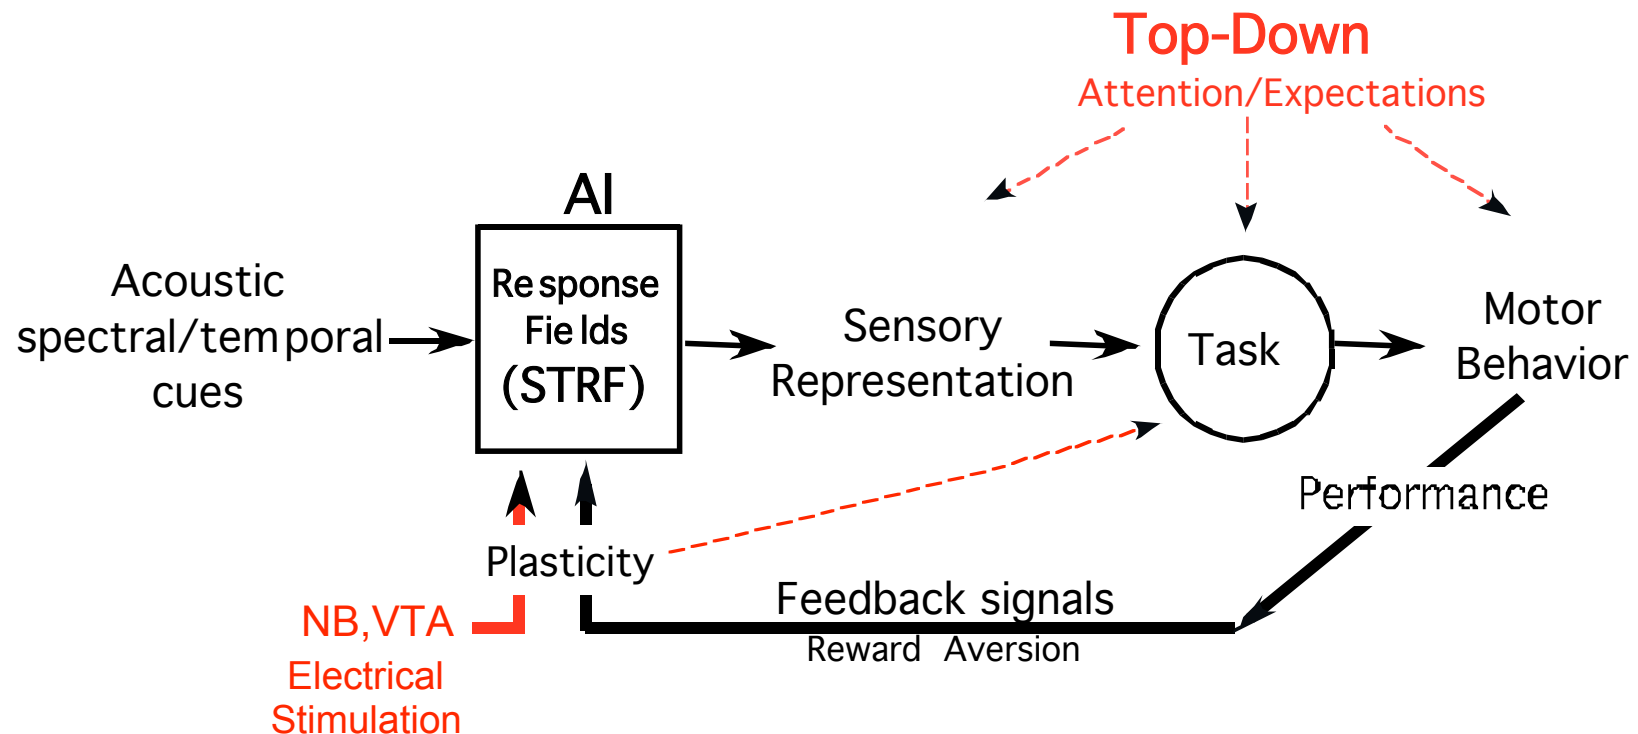 Top-Down
Attention/Expectations
AI
Acoustic
spectral/temporal
cues
Response
Fields
(STRF)
Sensory
Representation
Task
Motor
Behavior
Performance
Plasticity
Feedback signals
Reward Aversion
NB,VTA
Electrical
Stimulation